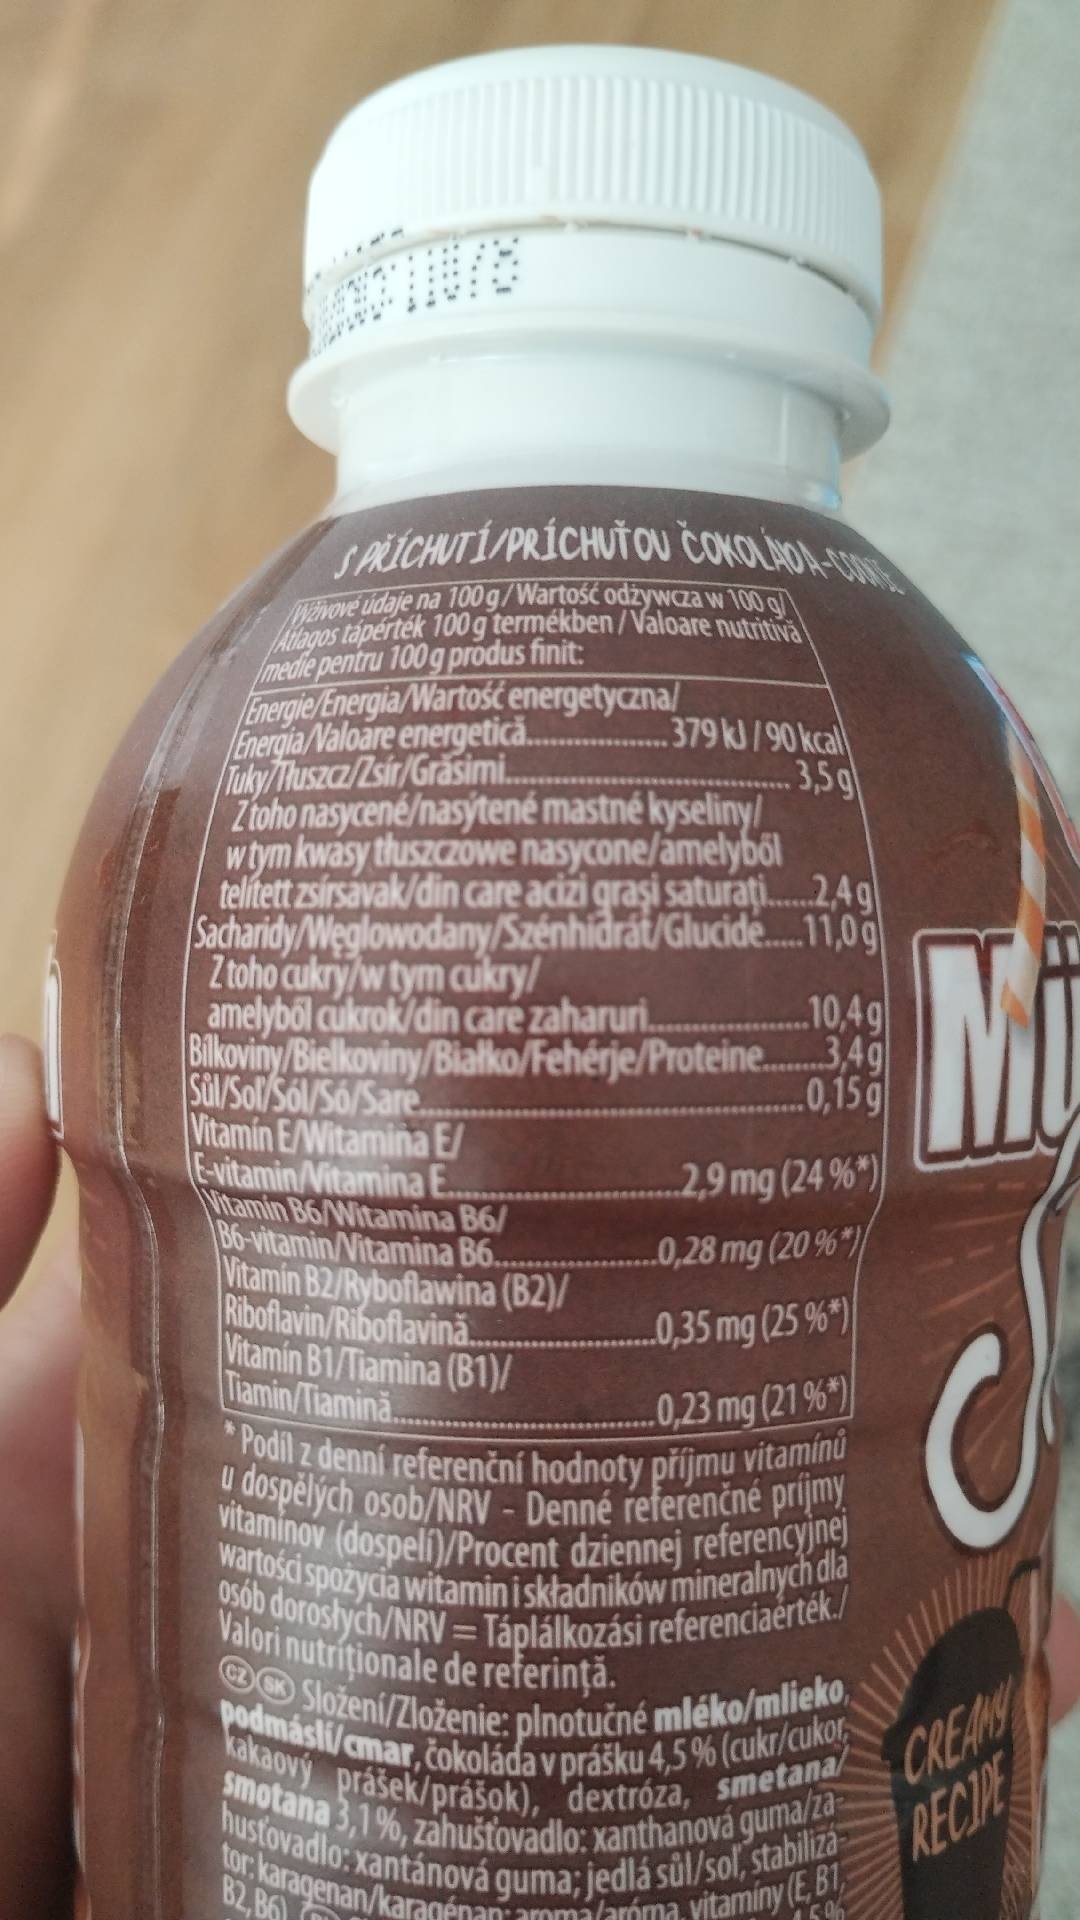 11078
S PŘÍCHUTÍ/PRÍCHUŤOU ČOKOLÁDA-COOKIE
Výživové údaje na 100 g/Wartość odżywcza w 100 g/
Átlagos tápérték 100 g termékben / Valoare nutritivă
medie pentru 100 g produs finit:
Energie/Energia/Wartość energetyczna/
Energia/Valoare energetică.................... 379 kJ / 90 kcal
Tuky/Tłuszcz/Zsír/Grăsimi........................................ 3,5 g
Z toho nasycené/nasýtené mastné kyseliny/
w tym kwasy tłuszczowe nasycone/amelyből
telített zsírsavak/din care acizi grași saturați......2,4 g
Sacharidy/Węglowodany/Szénhidrát/Glucide.....11,0 g
Z toho cukry/w tym cukry/
amelyből cukrok/din care zaharuri......................10,4 g
Bílkoviny/Bielkoviny/Białko/Fehérje/Proteine........3,4 g
Sůl/Soľ/Sól/Só/Sare................................................0,15 g
Vitamín E/Witamina E/
E-vitamin/Vitamina E...............................2,9 mg (24 %*)
Vitamin B6/Witamina B6/
B6-vitamin/Vitamina B6......................0,28 mg (20 %*)
Vitamín B2/Ryboflawina (B2)/
Riboflavin/Riboflavină.........................0,35 mg (25 %*)
Vitamín B1/Tiamina (B1)/
Tiamin/Tiamină....................................0,23 mg (21 %*)
* Podíl z denní referenční hodnoty příjmu vitamínů
u dospělých osob/NRV - Denné referenčné príjmy
vitamínov (dospelí)/Procent dziennej referencyjnej
wartości spożycia witamin i składników mineralnych dla
osób dorosłych/NRV = Táplálkozási referenciaérték./
Valori nutriționale de referință.
CZ SK Složení/Zloženie: plnotučné mléko/mlieko,
podmáslí/cmar, čokoláda v prášku 4,5 % (cukr/cukor,
kakaový prášek/prášok), dextróza, smetana/
smotana 3,1 %, zahušťovadlo: xanthanová guma/za-
husťovadlo: xantánová guma; jedlá sůl/soľ, stabilizá-
tor: karagenan/karagénan; aroma/aróma, vitamíny (E, B1,
B2, B6)
MÜ
CREAMY
RECIPE